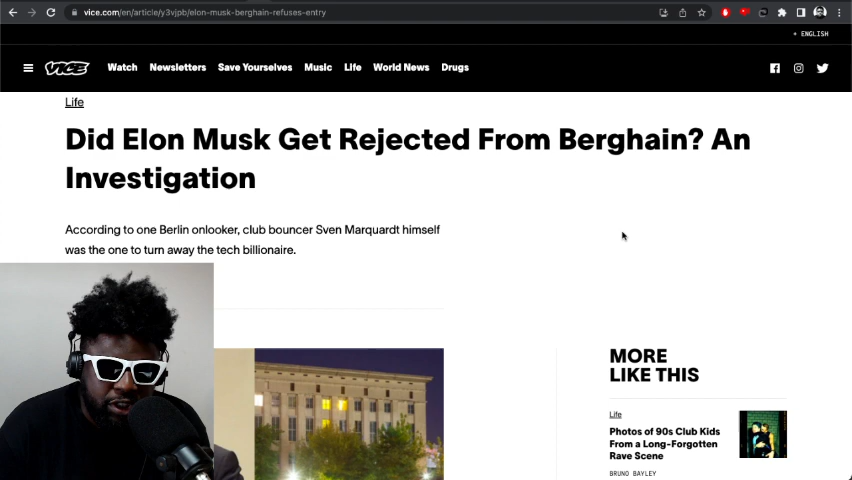 vice.com/en/article/y3vjpb/elon-musk-berghain-refuses-entry
+ ENGLISH
VICE Watch Newsletters Save Yourselves Music Life World News Drugs
Life
Did Elon Musk Get Rejected From Berghain? An
Investigation
According to one Berlin onlooker, club bouncer Sven Marquardt himself
was the one to turn away the tech billionaire.
MORE
LIKE THIS
Life
Photos of 90s Club Kids
From a Long-Forgotten
Rave Scene
BRUNO BAYLEY